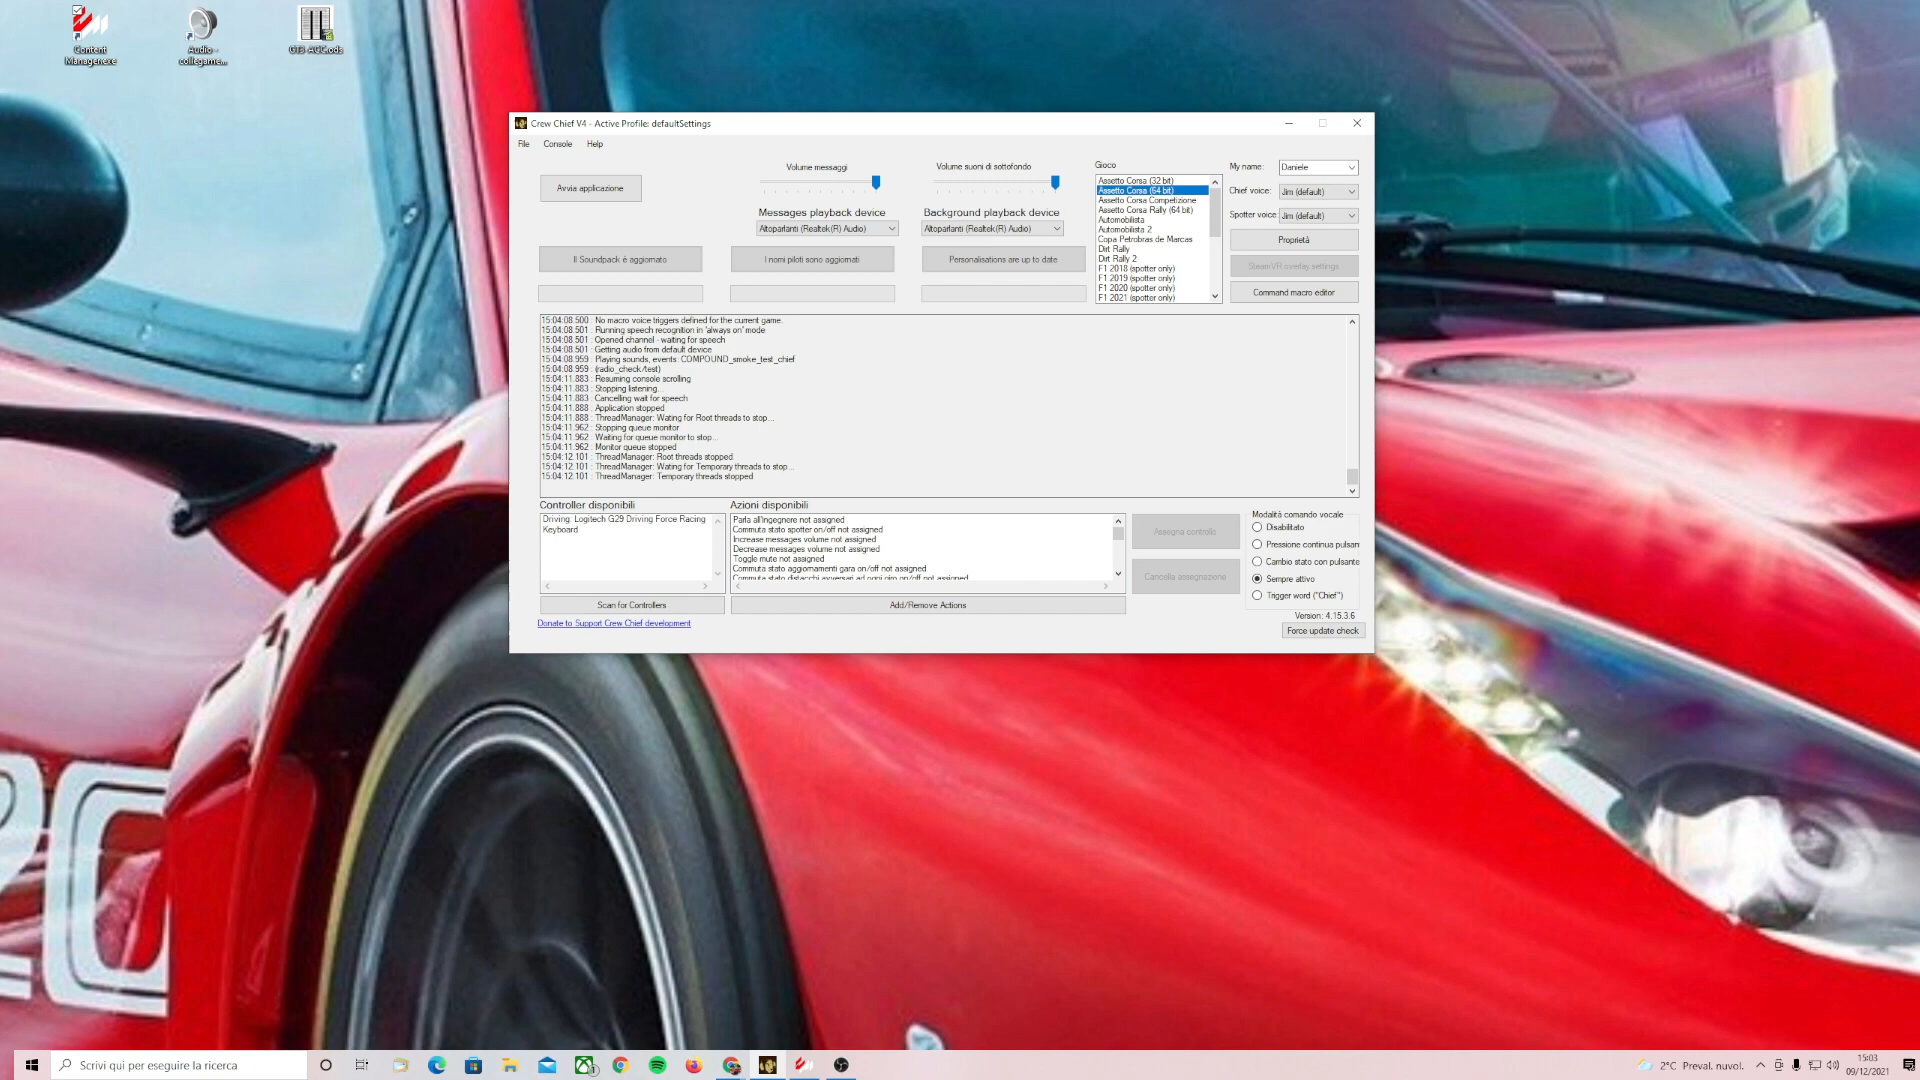 Content
Manager.exe
Audio -
collegame...
GT3-ACC.ods
Crew Chief V4 - Active Profile: defaultSettings
File Console Help
Avvia applicazione
Volume messaggi
Volume suoni di sottofondo
Messages playback device
Background playback device
Altoparlanti (Realtek(R) Audio)
Altoparlanti (Realtek(R) Audio)
Il Soundpack è aggiornato
I nomi piloti sono aggiornati
Personalisations are up to date
Gioco
Assetto Corsa (32 bit)
Assetto Corsa (64 bit)
Assetto Corsa Competizione
Assetto Corsa Rally (64 bit)
Automobilista
Automobilista 2
Copa Petrobras de Marcas
Dirt Rally
Dirt Rally 2
F1 2018 (spotter only)
F1 2019 (spotter only)
F1 2020 (spotter only)
F1 2021 (spotter only)
My name: Daniele
Chief voice: Jim (default)
Spotter voice: Jim (default)
Proprietà
SteamVR overlay settings
Command macro editor
15:04:08.500 : No macro voice triggers defined for the current game.
15:04:08.501 : Running speech recognition in 'always on' mode
15:04:08.501 : Opened channel - waiting for speech
15:04:08.501 : Getting audio from default device
15:04:08.959 : Playing sounds, events: COMPOUND_smoke_test_chief
15:04:08.959 : (radio_check/test)
15:04:11.883 : Resuming console scrolling
15:04:11.883 : Stopping listening...
15:04:11.883 : Cancelling wait for speech
15:04:11.888 : Application stopped
15:04:11.888 : ThreadManager: Waiting for Root threads to stop...
15:04:11.962 : Stopping queue monitor
15:04:11.962 : Waiting for queue monitor to stop...
15:04:11.962 : Monitor queue stopped
15:04:12.101 : ThreadManager: Root threads stopped
15:04:12.101 : ThreadManager: Waiting for Temporary threads to stop...
15:04:12.101 : ThreadManager: Temporary threads stopped
Controller disponibili
Driving: Logitech G29 Driving Force Racing
Keyboard
Scan for Controllers
Azioni disponibili
Parla all'ingegnere not assigned
Commuta stato spotter on/off not assigned
Increase messages volume not assigned
Decrease messages volume not assigned
Toggle mute not assigned
Commuta stato aggiornamenti gara on/off not assigned
Commuta stato distacchi avversari ad ogni giro on/off not assigned
Add/Remove Actions
Assegna controllo
Cancella assegnazione
Modalità comando vocale
Disabilitato
Pressione continua pulsan
Cambio stato con pulsante
Sempre attivo
Trigger word ("Chief")
Version: 4.15.3.6
Force update check
Donate to Support Crew Chief development
2C
Scrivi qui per eseguire la ricerca
1
2°C Preval. nuvol.
15:03
09/12/2021